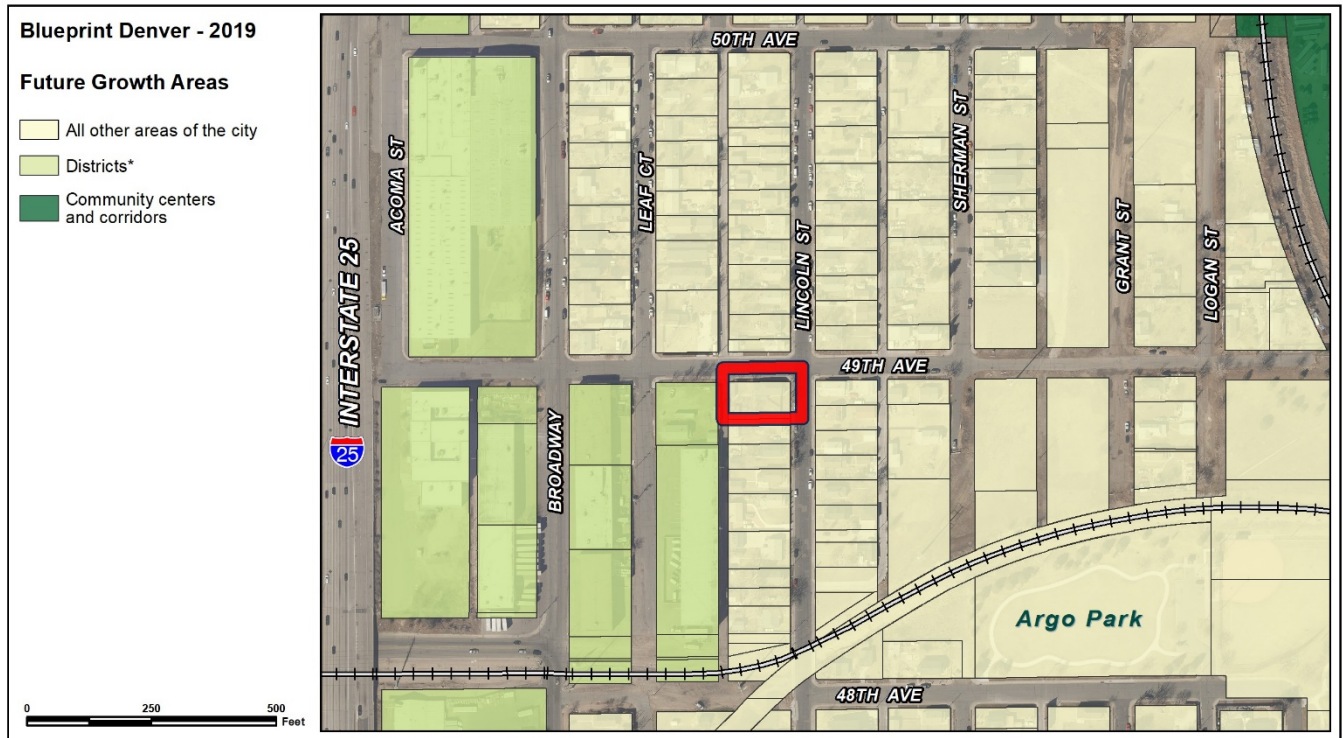 Blueprint Denver - 2019
Future Growth Areas
All other areas of the city
Districts*
Community centers
and corridors
0 250 500
Feet
50TH AVE
ACOMA ST
LEAF CT
LINCOLN ST
SHERMAN ST
GRANT ST
LOGAN ST
INTERSTATE 25
25
49TH AVE
BROADWAY
Argo Park
48TH AVE